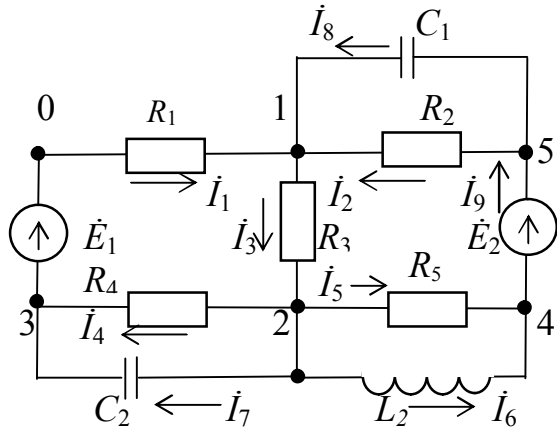 İ₈ C₁
0 R₁ 1 R₂ 5
İ₁ İ₂ İ₉
Ė₁ İ₃ R₃ Ė₂
R₄ İ₅ R₅
3 İ₄ 2 4
C₂ İ₇ L₂ İ₆